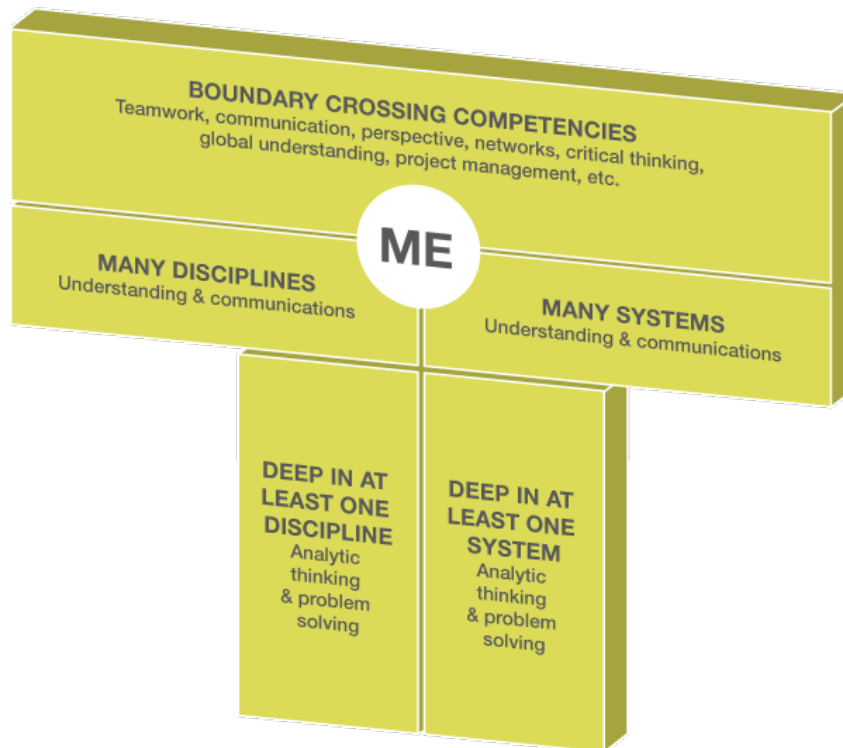 BOUNDARY CROSSING COMPETENCIES
Teamwork, communication, perspective, networks, critical thinking,
global understanding, project management, etc.
ME
MANY DISCIPLINES
Understanding & communications
MANY SYSTEMS
Understanding & communications
DEEP IN AT
LEAST ONE
DISCIPLINE
Analytic
thinking
& problem
solving
DEEP IN AT
LEAST ONE
SYSTEM
Analytic
thinking
& problem
solving